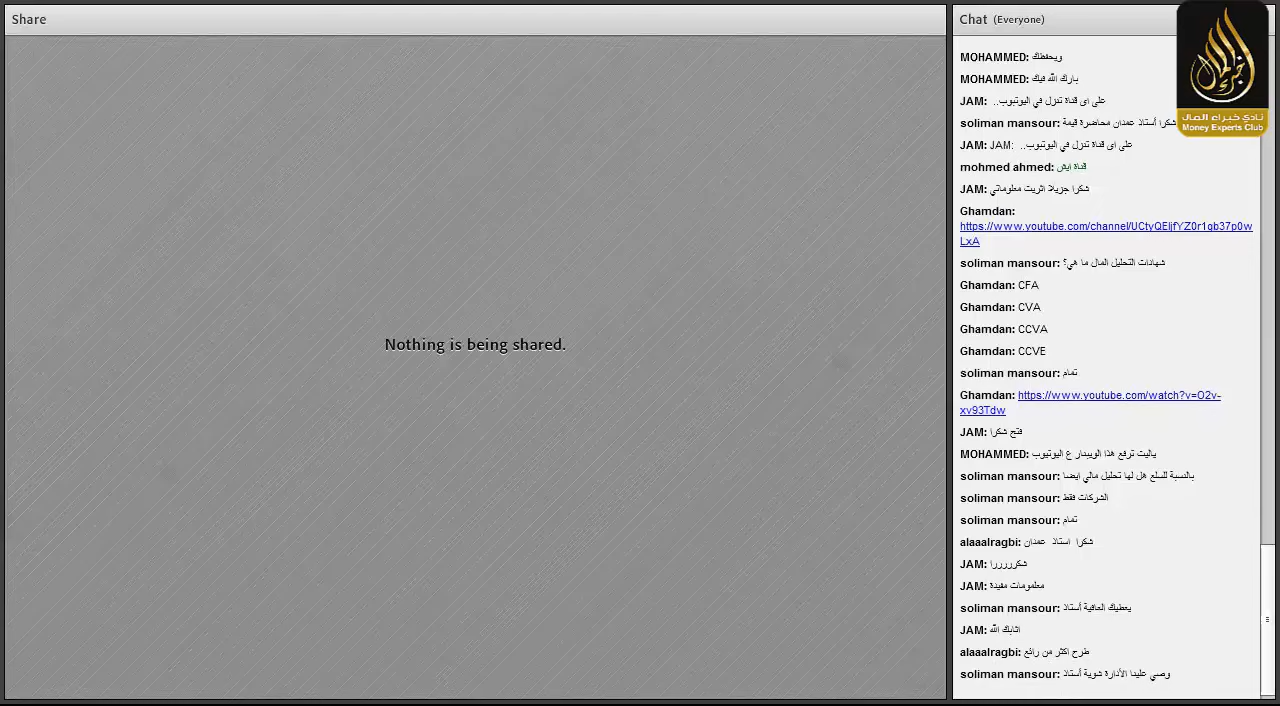 Share
Nothing is being shared.
Chat (Everyone)
MOHAMMED: ويحفظك
MOHAMMED: بارك الله فيك
JAM: على اى قناة تنزل في اليوتيوب..
soliman mansour: شكرا أستاذ غمدان محاضرة قيمة
JAM: JAM: على اى قناة تنزل في اليوتيوب..
mohmed ahmed: قناة ايش
JAM: شكرا جزيلا اثريت معلوماتي
Ghamdan:
https://www.youtube.com/channel/UCtyQEljfYZ0r1qb37p0w
LxA
soliman mansour: شهادات التحليل المال ما هي؟
Ghamdan: CFA
Ghamdan: CVA
Ghamdan: CCVA
Ghamdan: CCVE
soliman mansour: تمام
Ghamdan: https://www.youtube.com/watch?v=O2v-
xv93Tdw
JAM: فتح شكرا
MOHAMMED: ياليت ترفع هذا الويبنار ع اليوتيوب
soliman mansour: بالنسبة للسلع هل لها تحليل مالي ايضا
soliman mansour: الشركات فقط
soliman mansour: تمام
alaaalragbi: شكرا استاذ عمدان
JAM: شكررررا
JAM: معلمومات مفيدة
soliman mansour: يعطيك العافية أستاذ
JAM: اثابك الله
alaaalragbi: طرح اكثر من رائع
soliman mansour: وصي علينا الأدارة شوية أستاذ
خبراء المال
نادي خبراء المال
Money Experts Club